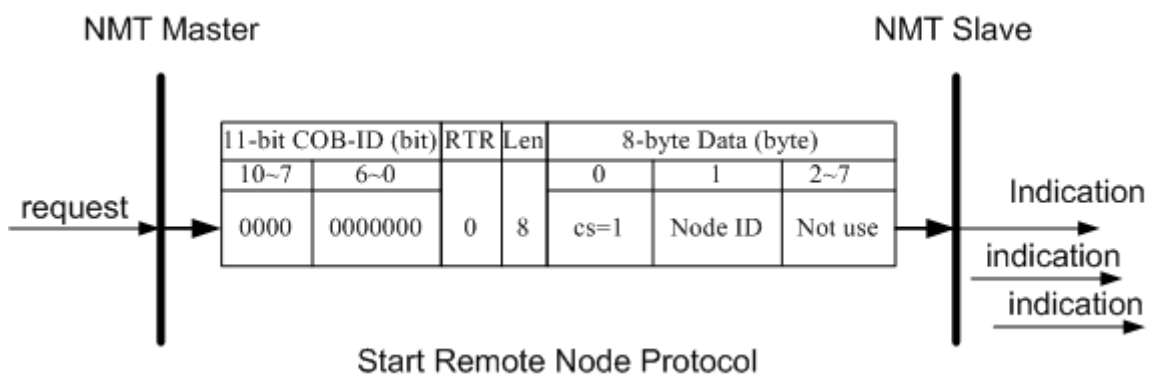 NMT Master NMT Slave
11-bit COB-ID (bit) RTR Len 8-byte Data (byte)
10~7 6~0 0 1 2~7
request 0000 0000000 0 8 cs=1 Node ID Not use Indication
indication
indication
Start Remote Node Protocol